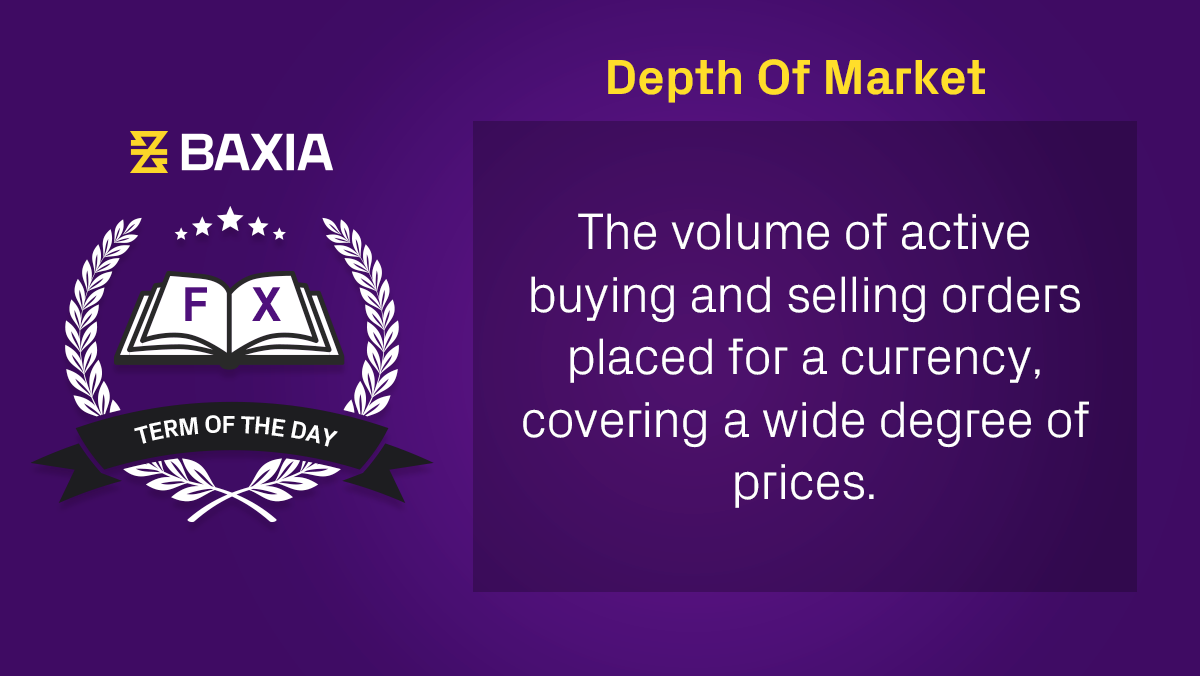 BAXIA
F X
TERM OF THE DAY
Depth Of Market
The volume of active
buying and selling orders
placed for a currency,
covering a wide degree of
prices.